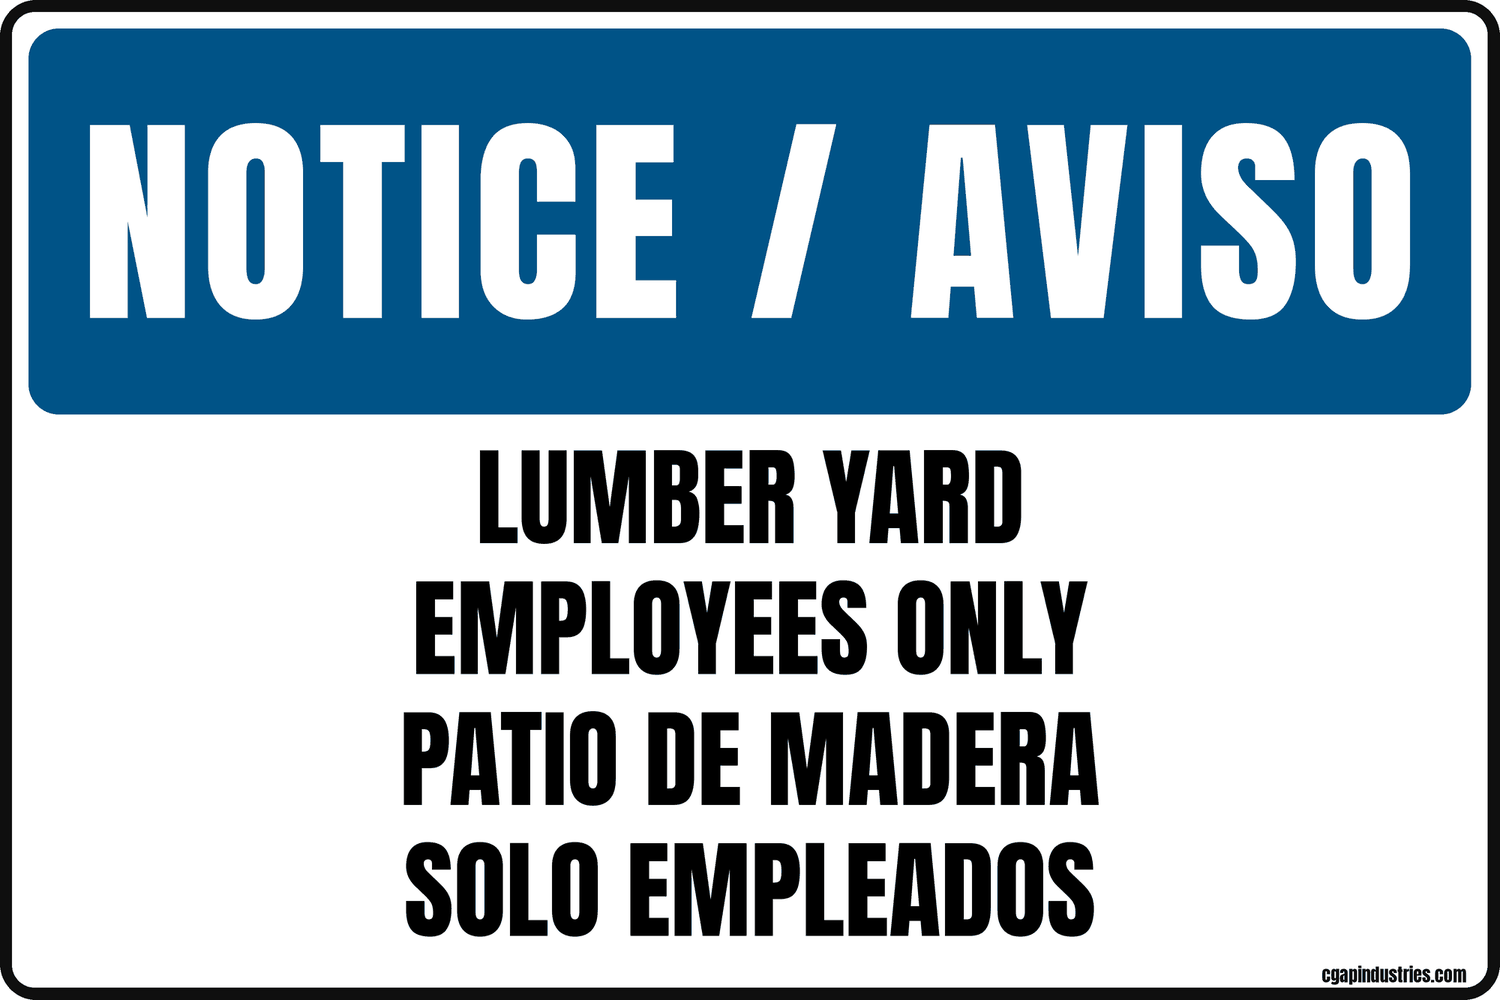 NOTICE / AVISO
LUMBER YARD
EMPLOYEES ONLY
PATIO DE MADERA
SOLO EMPLEADOS
cgapindustries.com